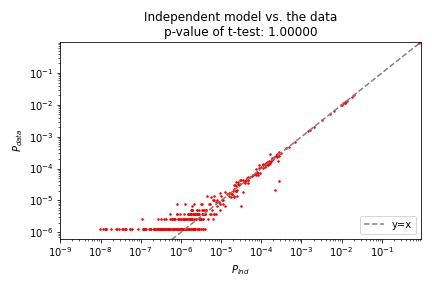 Independent model vs. the data
p-value of t-test: 1.00000
P_data
10^-1
10^-2
10^-3
10^-4
10^-5
10^-6
y=x
10^-9 10^-8 10^-7 10^-6 10^-5 10^-4 10^-3 10^-2 10^-1
P_ind